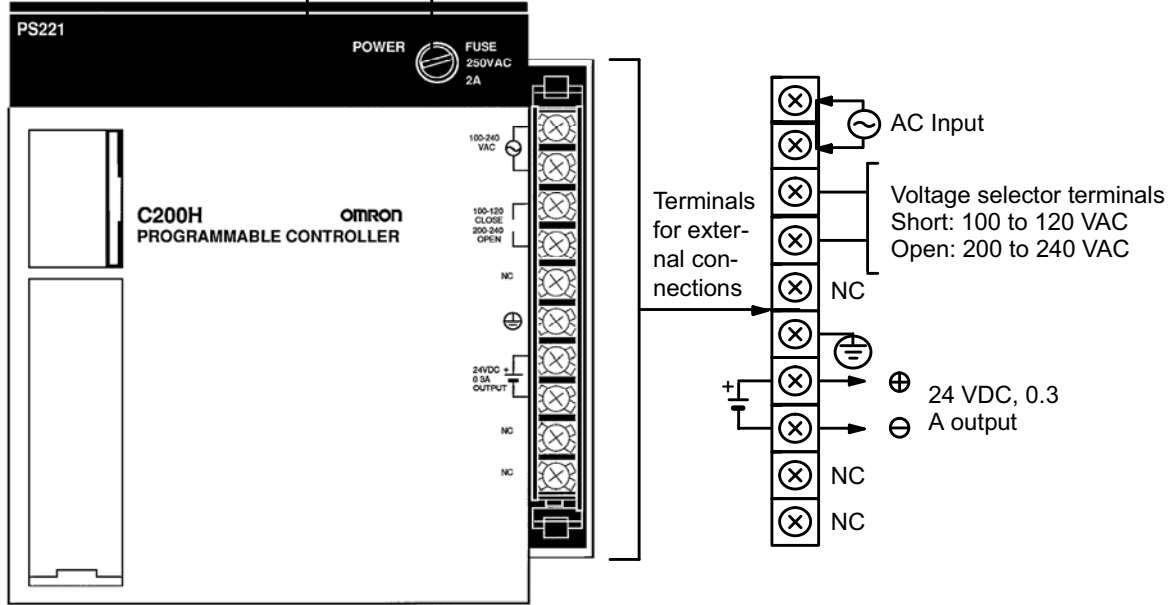 PS221
POWER
FUSE
250VAC
2A
100-240
VAC
100-120
CLOSE
200-240
OPEN
NC
24VDC +
0.3A
OUTPUT
NC
NC
C200H
OMRON
PROGRAMMABLE CONTROLLER
Terminals
for exter-
nal con-
nections
AC Input
Voltage selector terminals
Short: 100 to 120 VAC
Open: 200 to 240 VAC
NC
+
24 VDC, 0.3
A output
NC
NC